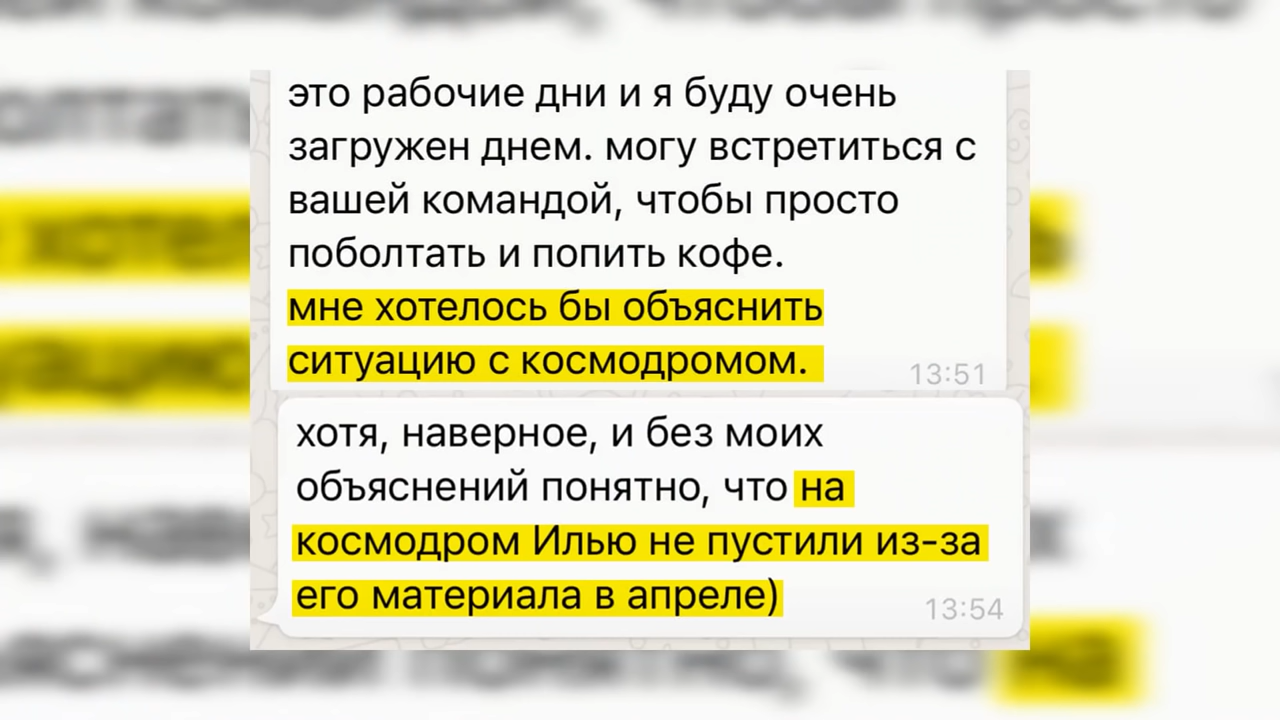 это рабочие дни и я буду очень
загружен днем. могу встретиться с
вашей командой, чтобы просто
поболтать и попить кофе.
мне хотелось бы объяснить
ситуацию с космодромом.
13:51
хотя, наверное, и без моих
объяснений понятно, что на
космодром Илью не пустили из-за
его материала в апреле)
13:54